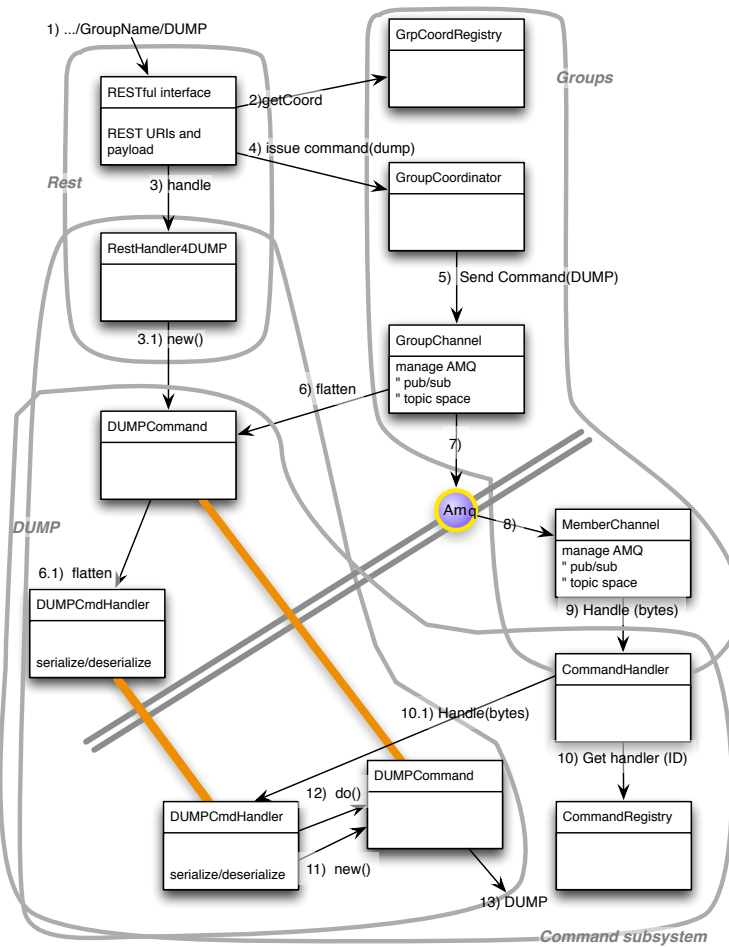 1) .../GroupName/DUMP
GrpCoordRegistry
Groups
RESTful interface
REST URIs and
payload
2)getCoord
4) issue command(dump)
Rest
3) handle
GroupCoordinator
RestHandler4DUMP
5)  Send Command(DUMP)
3.1) new()
GroupChannel
manage AMQ
" pub/sub
" topic space
6) flatten
DUMPCommand
7)
Amq
8)
MemberChannel
manage AMQ
" pub/sub
" topic space
DUMP
6.1)  flatten
DUMPCmdHandler
serialize/deserialize
9) Handle (bytes)
CommandHandler
10.1) Handle(bytes)
10) Get handler (ID)
DUMPCommand
12)  do()
DUMPCmdHandler
serialize/deserialize
11)  new()
CommandRegistry
13) DUMP
Command subsystem